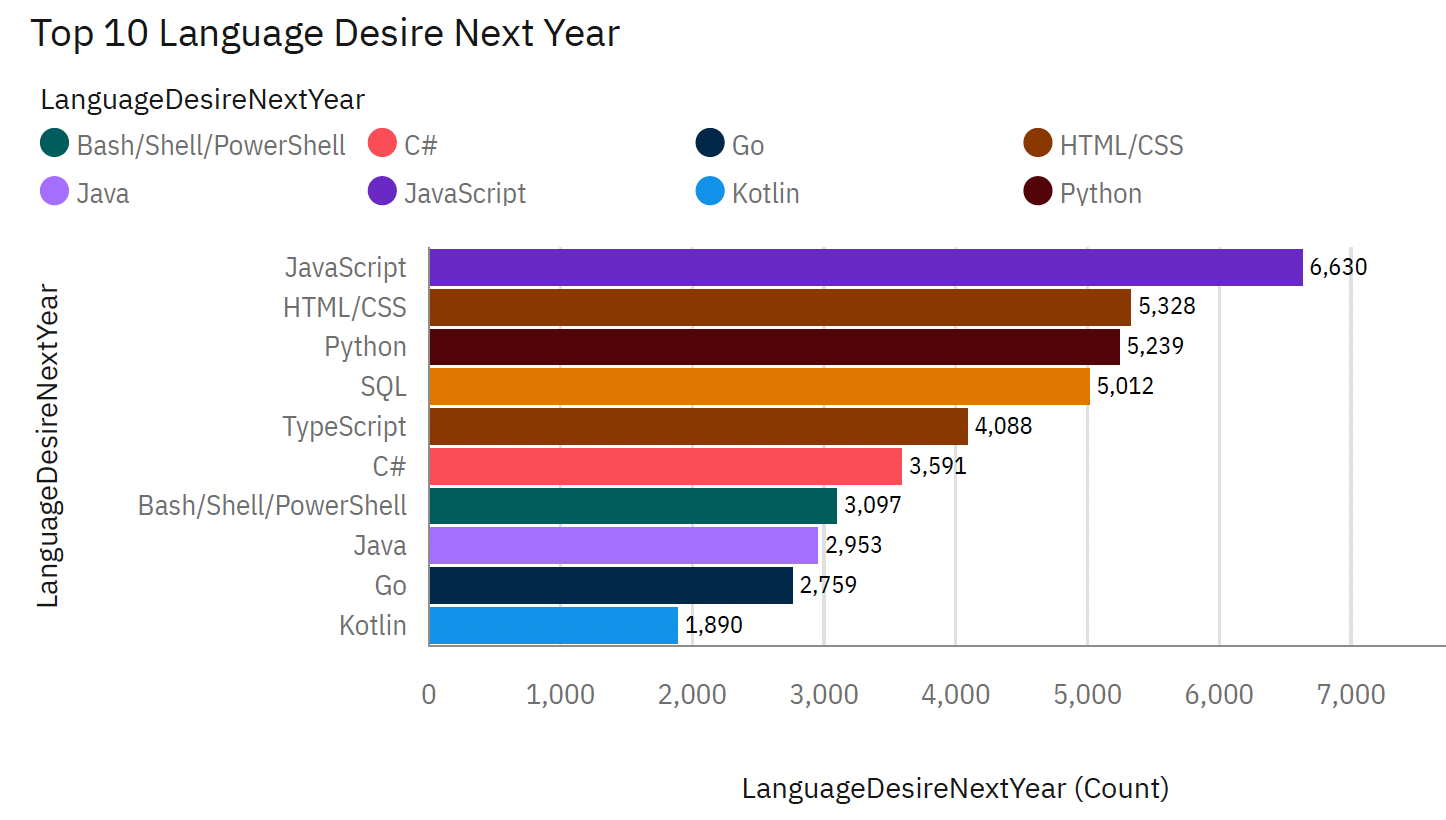 Top 10 Language Desire Next Year
LanguageDesireNextYear
Bash/Shell/PowerShell C# Go HTML/CSS
Java JavaScript Kotlin Python
LanguageDesireNextYear
JavaScript 6,630
HTML/CSS 5,328
Python 5,239
SQL 5,012
TypeScript 4,088
C# 3,591
Bash/Shell/PowerShell 3,097
Java 2,953
Go 2,759
Kotlin 1,890
0 1,000 2,000 3,000 4,000 5,000 6,000 7,000
LanguageDesireNextYear (Count)